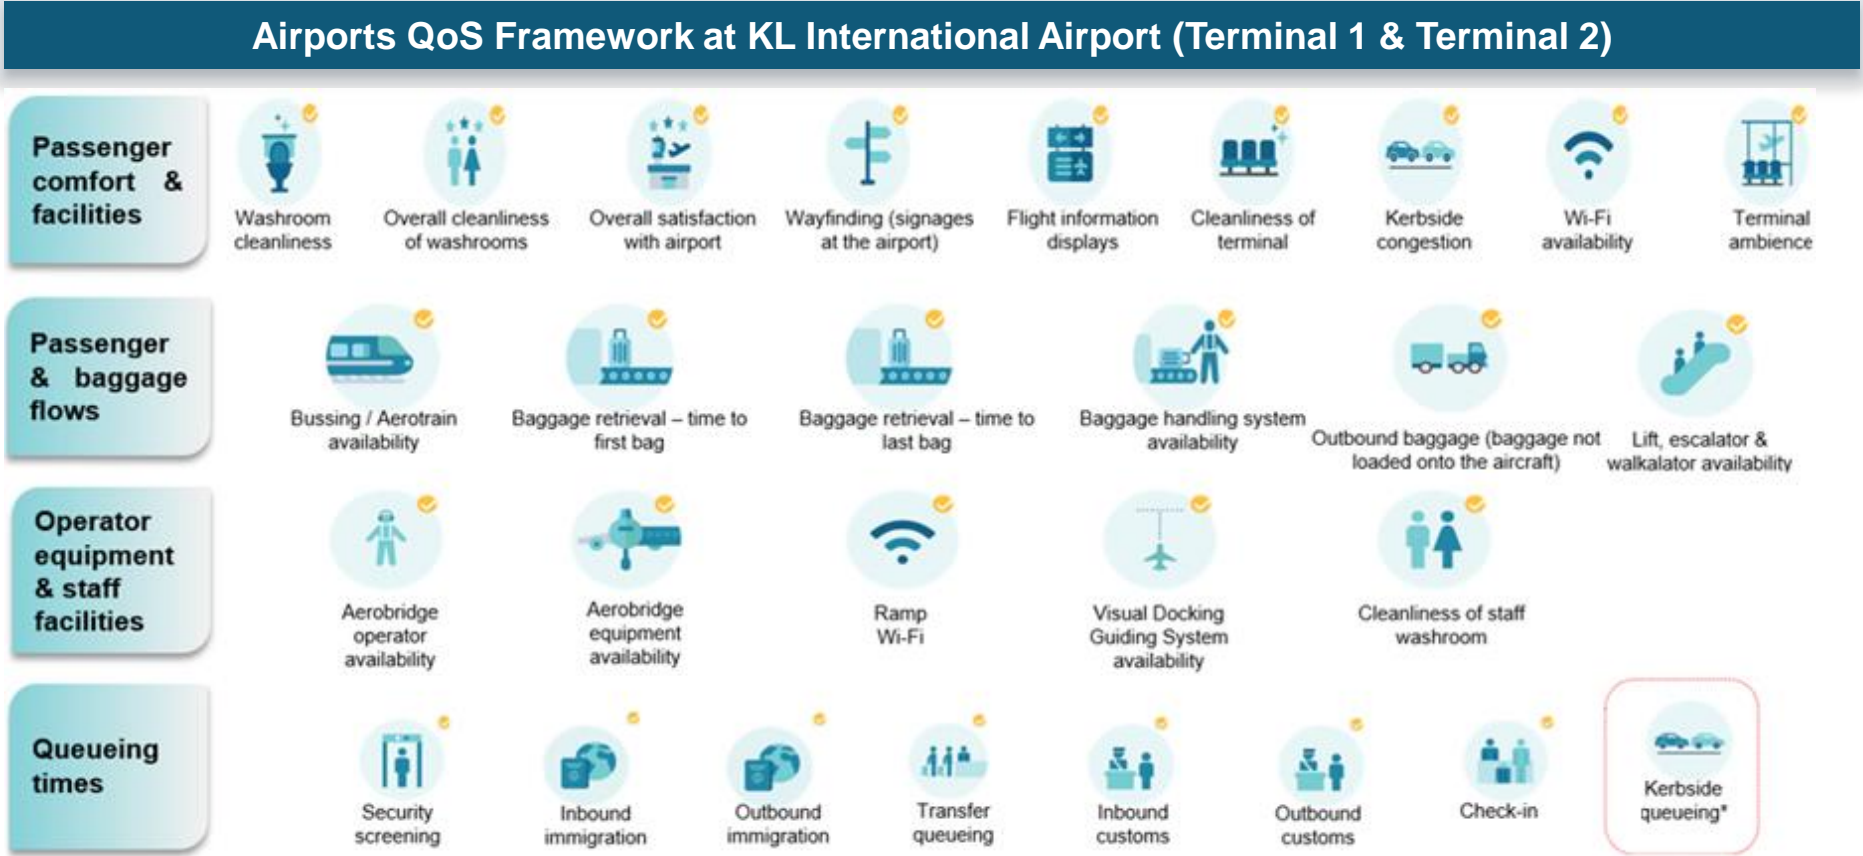 Airports QoS Framework at KL International Airport (Terminal 1 & Terminal 2)
Passenger
comfort &
facilities
Washroom
cleanliness
Overall cleanliness
of washrooms
Overall satisfaction
with airport
Wayfinding (signages
at the airport)
Flight information
displays
Cleanliness of
terminal
Kerbside
congestion
Wi-Fi
availability
Terminal
ambience
Passenger
& baggage
flows
Bussing / Aerotrain
availability
Baggage retrieval – time to
first bag
Baggage retrieval – time to
last bag
Baggage handling system
availability
Outbound baggage (baggage not
loaded onto the aircraft)
Lift, escalator &
walkalator availability
Operator
equipment
& staff
facilities
Aerobridge
operator
availability
Aerobridge
equipment
availability
Ramp
Wi-Fi
Visual Docking
Guiding System
availability
Cleanliness of staff
washroom
Queueing
times
Security
screening
Inbound
immigration
Outbound
immigration
Transfer
queueing
Inbound
customs
Outbound
customs
Check-in
Kerbside
queueing*